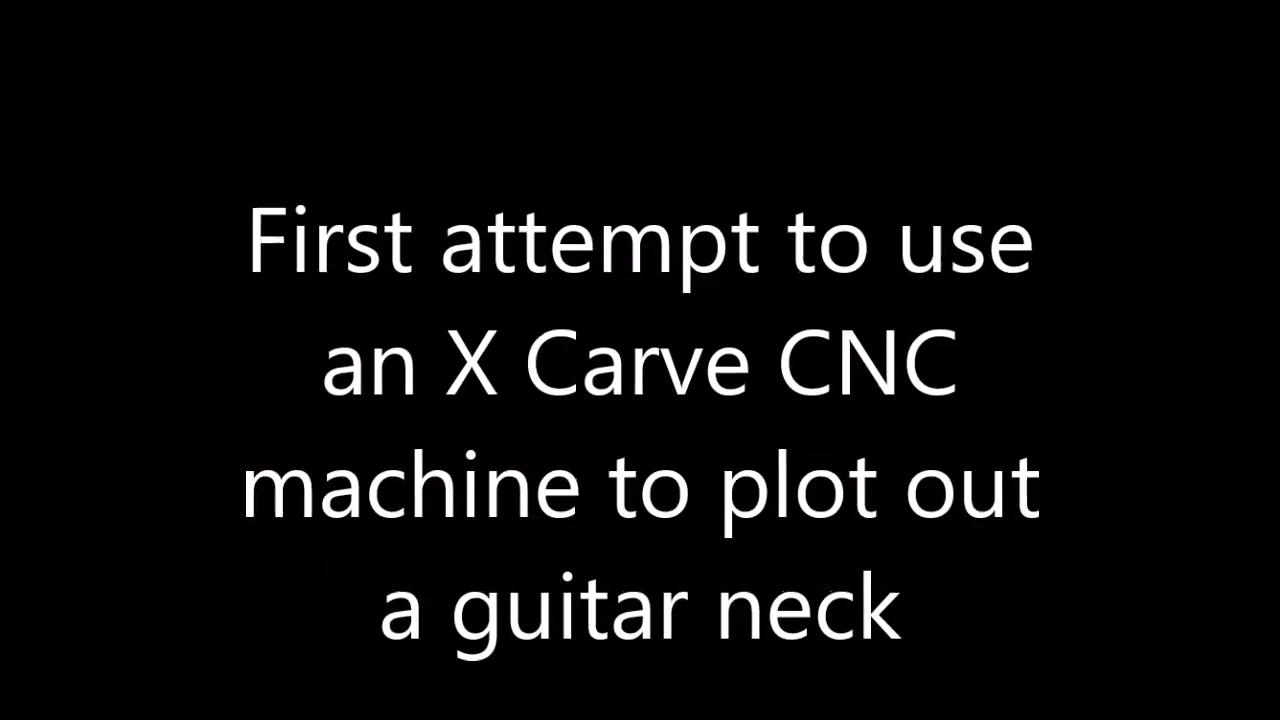 First attempt to use
an X Carve CNC
machine to plot out
a guitar neck